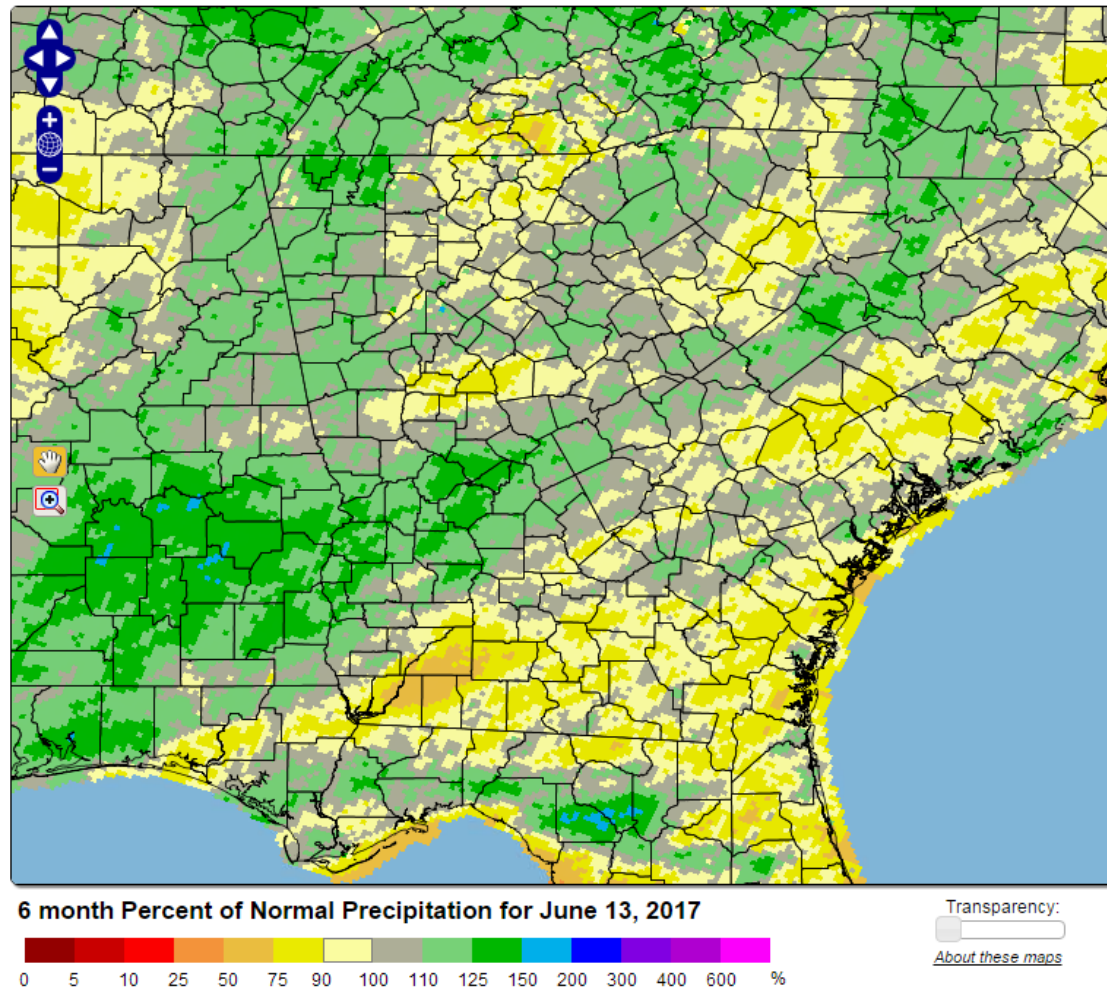 6 month Percent of Normal Precipitation for June 13, 2017
Transparency:
About these maps
0 5 10 25 50 75 90 100 110 125 150 200 300 400 600 %